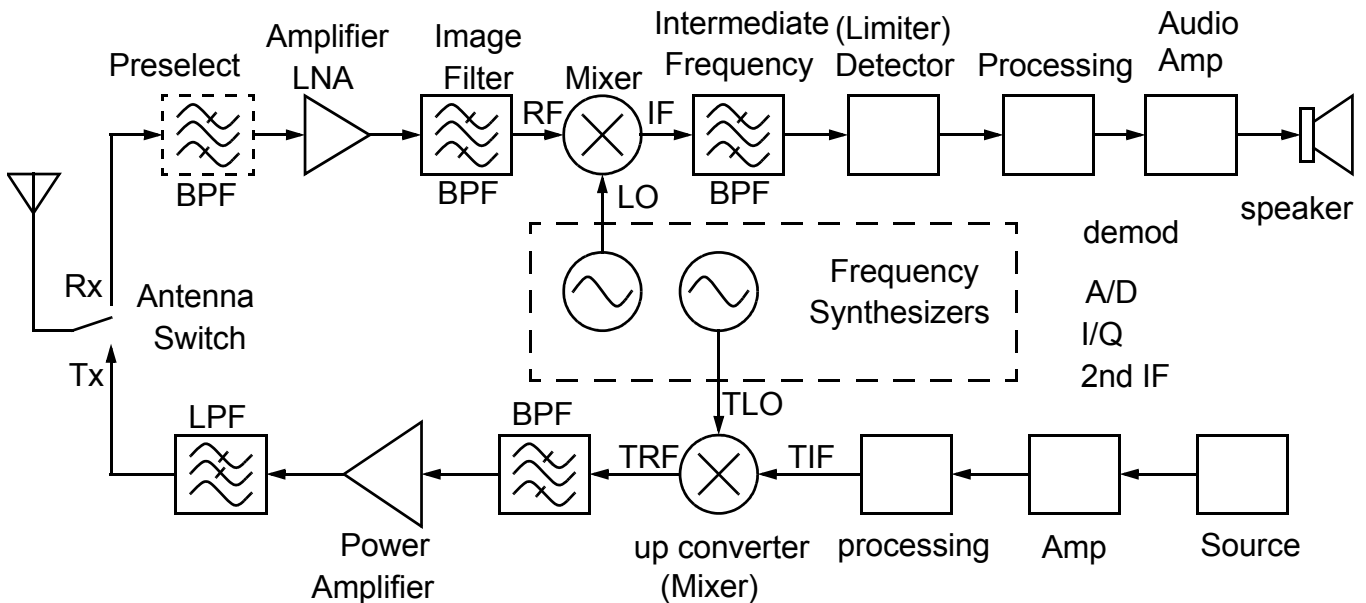 Preselect
BPF
Amplifier
LNA
Image
Filter
BPF
RF
Mixer
IF
LO
Intermediate
Frequency
BPF
(Limiter)
Detector
Processing
Audio
Amp
speaker
Rx
Antenna
Switch
Tx
Frequency
Synthesizers
demod
A/D
I/Q
2nd IF
LPF
Power
Amplifier
BPF
TRF
TLO
TIF
up converter
(Mixer)
processing
Amp
Source